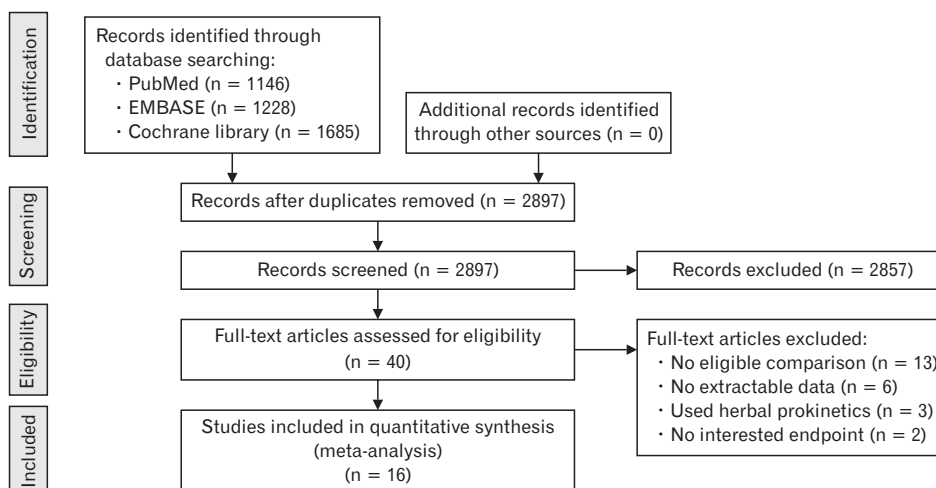 Identification
Records identified through
database searching:
· PubMed (n = 1146)
· EMBASE (n = 1228)
· Cochrane library (n = 1685)
Additional records identified
through other sources (n = 0)
Screening
Records after duplicates removed (n = 2897)
Records screened (n = 2897)
Records excluded (n = 2857)
Eligibility
Full-text articles assessed for eligibility
(n = 40)
Full-text articles excluded:
· No eligible comparison (n = 13)
· No extractable data (n = 6)
· Used herbal prokinetics (n = 3)
· No interested endpoint (n = 2)
Included
Studies included in quantitative synthesis
(meta-analysis)
(n = 16)